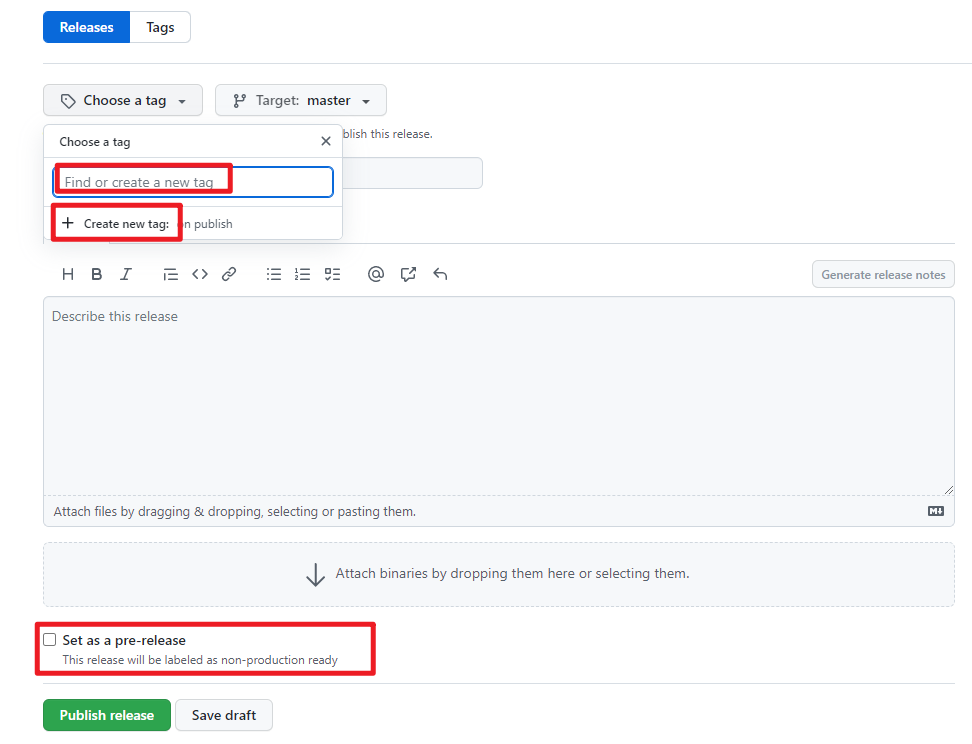 Releases Tags
Choose a tag Target: master
Choose a tag
blish this release.
Find or create a new tag
Create new tag: on publish
H B I
Generate release notes
Describe this release
Attach files by dragging & dropping, selecting or pasting them.
Attach binaries by dropping them here or selecting them.
Set as a pre-release
This release will be labeled as non-production ready
Publish release Save draft